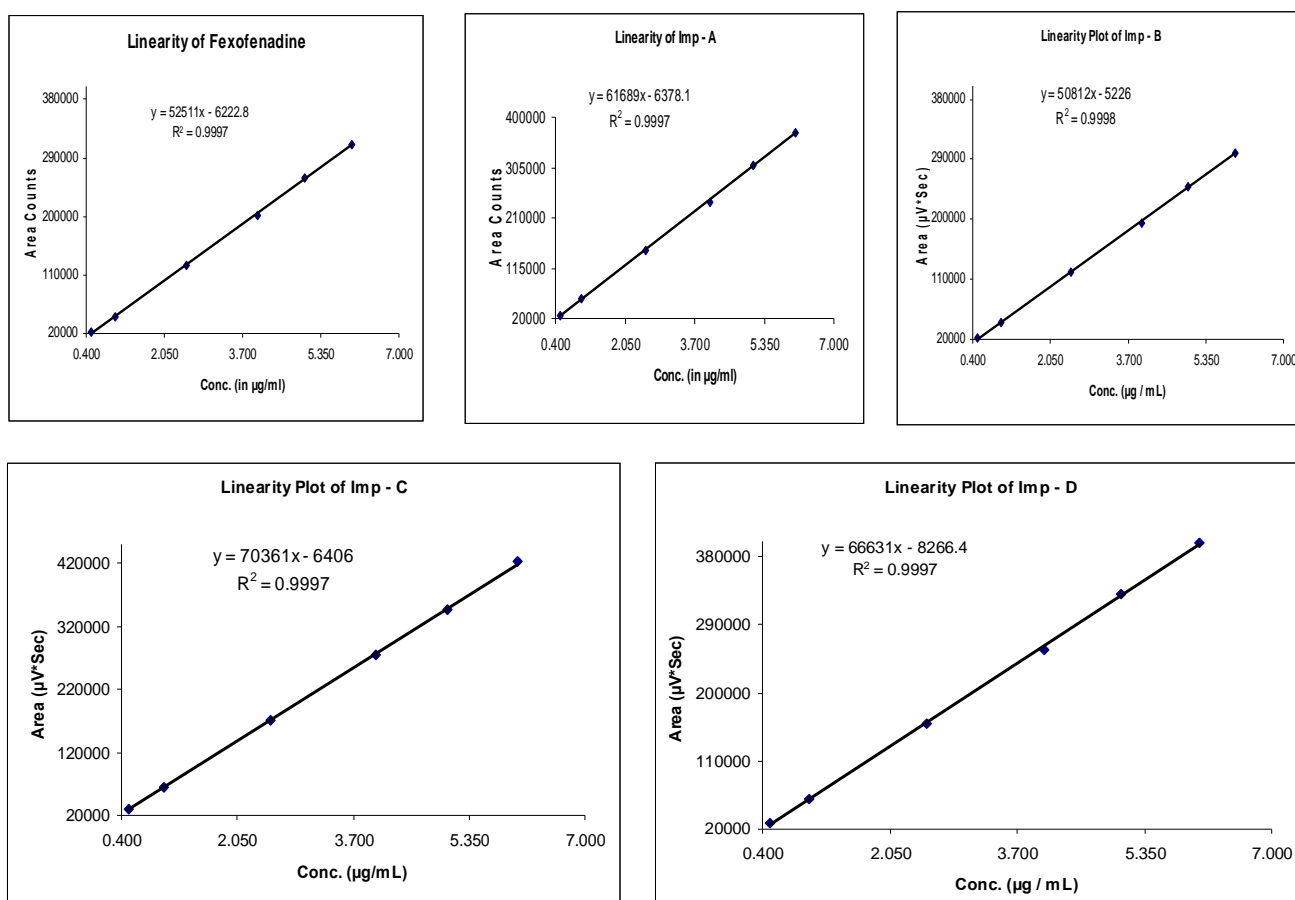 Linearity of Fexofenadine
y = 52511x - 6222.8
R² = 0.9997
380000
290000
200000
110000
20000
0.400 2.050 3.700 5.350 7.000
Area Counts
Conc. (in µg/ml)
Linearity of Imp - A
y = 61689x - 6378.1
R² = 0.9997
400000
305000
210000
115000
20000
0.400 2.050 3.700 5.350 7.000
Area Counts
Conc. (in µg/ml)
Linearity Plot of Imp - B
y = 50812x - 5226
R² = 0.9998
380000
290000
200000
110000
20000
0.400 2.050 3.700 5.350 7.000
Area (µV*Sec)
Conc. (µg / mL)
Linearity Plot of Imp - C
y = 70361x - 6406
R² = 0.9997
420000
320000
220000
120000
20000
0.400 2.050 3.700 5.350 7.000
Area (µV*Sec)
Conc. (µg/mL)
Linearity Plot of Imp - D
y = 66631x - 8266.4
R² = 0.9997
380000
290000
200000
110000
20000
0.400 2.050 3.700 5.350 7.000
Area (µV*Sec)
Conc. (µg / mL)